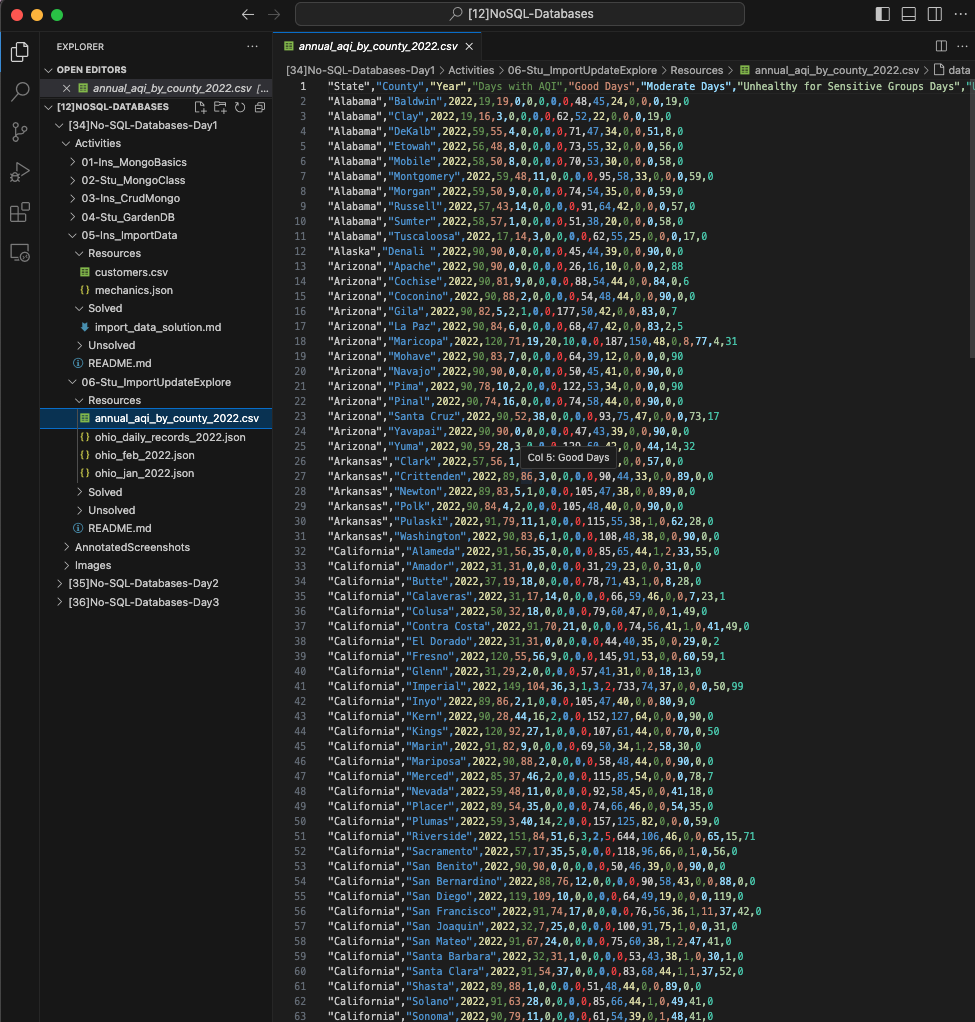 [12]NoSQL-Databases
EXPLORER
annual_aqi_by_county_2022.csv
OPEN EDITORS
annual_aqi_by_county_2022.csv [...
[12]NOSQL-DATABASES
[34]No-SQL-Databases-Day1
Activities
01-Ins_MongoBasics
02-Stu_MongoClass
03-Ins_CrudMongo
04-Stu_GardenDB
05-Ins_ImportData
Resources
customers.csv
mechanics.json
Solved
import_data_solution.md
Unsolved
README.md
06-Stu_ImportUpdateExplore
Resources
annual_aqi_by_county_2022.csv
ohio_daily_records_2022.json
ohio_feb_2022.json
ohio_jan_2022.json
Solved
Unsolved
README.md
AnnotatedScreenshots
Images
[35]No-SQL-Databases-Day2
[36]No-SQL-Databases-Day3
[34]No-SQL-Databases-Day1 > Activities > 06-Stu_ImportUpdateExplore > Resources > annual_aqi_by_county_2022.csv > data
1 "State","County","Year","Days with AQI","Good Days","Moderate Days","Unhealthy for Sensitive Groups Days",
2 "Alabama","Baldwin",2022,19,19,0,0,0,0,0,48,45,24,0,0,0,19,0
3 "Alabama","Clay",2022,19,16,3,0,0,0,0,62,52,22,0,0,0,19,0
4 "Alabama","DeKalb",2022,59,55,4,0,0,0,0,71,47,34,0,0,51,8,0
5 "Alabama","Etowah",2022,56,48,8,0,0,0,0,73,55,32,0,0,0,56,0
6 "Alabama","Mobile",2022,58,50,8,0,0,0,0,70,53,30,0,0,0,58,0
7 "Alabama","Montgomery",2022,59,48,11,0,0,0,0,95,58,33,0,0,0,59,0
8 "Alabama","Morgan",2022,59,50,9,0,0,0,0,74,54,35,0,0,0,59,0
9 "Alabama","Russell",2022,57,43,14,0,0,0,0,91,64,42,0,0,0,57,0
10 "Alabama","Sumter",2022,58,57,1,0,0,0,0,51,38,20,0,0,0,58,0
11 "Alabama","Tuscaloosa",2022,17,14,3,0,0,0,0,62,55,25,0,0,0,17,0
12 "Alaska","Denali ",2022,90,90,0,0,0,0,0,45,44,39,0,0,90,0,0
13 "Arizona","Apache",2022,90,90,0,0,0,0,0,26,16,10,0,0,0,2,88
14 "Arizona","Cochise",2022,90,81,9,0,0,0,0,88,54,44,0,0,84,0,6
15 "Arizona","Coconino",2022,90,88,2,0,0,0,0,54,48,44,0,0,90,0,0
16 "Arizona","Gila",2022,90,82,5,2,1,0,0,177,50,42,0,0,83,0,7
17 "Arizona","La Paz",2022,90,84,6,0,0,0,0,68,47,42,0,0,83,2,5
18 "Arizona","Maricopa",2022,120,71,19,20,10,0,0,187,150,48,0,8,77,4,31
19 "Arizona","Mohave",2022,90,83,7,0,0,0,0,64,39,12,0,0,0,0,90
20 "Arizona","Navajo",2022,90,90,0,0,0,0,0,50,45,41,0,0,90,0,0
21 "Arizona","Pima",2022,90,78,10,2,0,0,0,122,53,34,0,0,0,0,90
22 "Arizona","Pinal",2022,90,74,16,0,0,0,0,74,58,44,0,0,90,0,0
23 "Arizona","Santa Cruz",2022,90,52,38,0,0,0,0,93,75,47,0,0,0,73,17
24 "Arizona","Yavapai",2022,90,90,0,0,0,0,0,47,43,39,0,0,90,0,0
25 "Arizona","Yuma",2022,90,59,28,3 0,0,44,14,32
26 "Arkansas","Clark",2022,57,56,1, 0,0,57,0,0
Col 5: Good Days
27 "Arkansas","Crittenden",2022,89,86,3,0,0,0,0,90,44,33,0,0,89,0,0
28 "Arkansas","Newton",2022,89,83,5,1,0,0,0,105,47,38,0,0,89,0,0
29 "Arkansas","Polk",2022,90,84,4,2,0,0,0,105,48,40,0,0,90,0,0
30 "Arkansas","Pulaski",2022,91,79,11,1,0,0,0,115,55,38,1,0,62,28,0
31 "Arkansas","Washington",2022,90,83,6,1,0,0,0,108,48,38,0,0,90,0,0
32 "California","Alameda",2022,91,56,35,0,0,0,0,85,65,44,1,2,33,55,0
33 "California","Amador",2022,31,31,0,0,0,0,0,31,29,23,0,0,31,0,0
34 "California","Butte",2022,37,19,18,0,0,0,0,78,71,43,1,0,8,28,0
35 "California","Calaveras",2022,31,17,14,0,0,0,0,66,59,46,0,0,7,23,1
36 "California","Colusa",2022,50,32,18,0,0,0,0,79,60,47,0,0,1,49,0
37 "California","Contra Costa",2022,91,70,21,0,0,0,0,74,56,41,1,0,41,49,0
38 "California","El Dorado",2022,31,31,0,0,0,0,0,44,40,35,0,0,29,0,2
39 "California","Fresno",2022,120,55,56,9,0,0,0,145,91,53,0,0,60,59,1
40 "California","Glenn",2022,31,29,2,0,0,0,0,57,41,31,0,0,18,13,0
41 "California","Imperial",2022,149,104,36,3,1,3,2,733,74,37,0,0,0,50,99
42 "California","Inyo",2022,89,86,2,1,0,0,0,105,47,40,0,0,80,9,0
43 "California","Kern",2022,90,28,44,16,2,0,0,152,127,64,0,0,0,90,0
44 "California","Kings",2022,120,92,27,1,0,0,0,107,61,44,0,0,70,0,50
45 "California","Marin",2022,91,82,9,0,0,0,0,69,50,34,1,2,58,30,0
46 "California","Mariposa",2022,90,88,2,0,0,0,0,58,48,44,0,0,90,0,0
47 "California","Merced",2022,85,37,46,2,0,0,0,115,85,54,0,0,0,78,7
48 "California","Nevada",2022,59,48,11,0,0,0,0,92,58,45,0,0,41,18,0
49 "California","Placer",2022,89,54,35,0,0,0,0,74,66,46,0,0,54,35,0
50 "California","Plumas",2022,59,3,40,14,2,0,0,157,125,82,0,0,0,59,0
51 "California","Riverside",2022,151,84,51,6,3,2,5,644,106,46,0,0,65,15,71
52 "California","Sacramento",2022,57,17,35,5,0,0,0,118,96,66,0,1,0,56,0
53 "California","San Benito",2022,90,90,0,0,0,0,0,50,46,39,0,0,90,0,0
54 "California","San Bernardino",2022,88,76,12,0,0,0,0,90,58,43,0,0,88,0,0
55 "California","San Diego",2022,119,109,10,0,0,0,0,64,49,19,0,0,0,119,0
56 "California","San Francisco",2022,91,74,17,0,0,0,0,76,56,36,1,11,37,42,0
57 "California","San Joaquin",2022,32,7,25,0,0,0,0,100,91,75,1,0,0,31,0
58 "California","San Mateo",2022,91,67,24,0,0,0,0,75,60,38,1,2,47,41,0
59 "California","Santa Barbara",2022,32,31,1,0,0,0,0,53,43,38,1,0,30,1,0
60 "California","Santa Clara",2022,91,54,37,0,0,0,0,83,68,44,1,1,37,52,0
61 "California","Shasta",2022,89,88,1,0,0,0,0,51,48,44,0,0,89,0,0
62 "California","Solano",2022,91,63,28,0,0,0,0,85,66,44,1,0,49,41,0
63 "California","Sonoma",2022,90,79,11,0,0,0,0,61,54,39,0,1,48,41,0